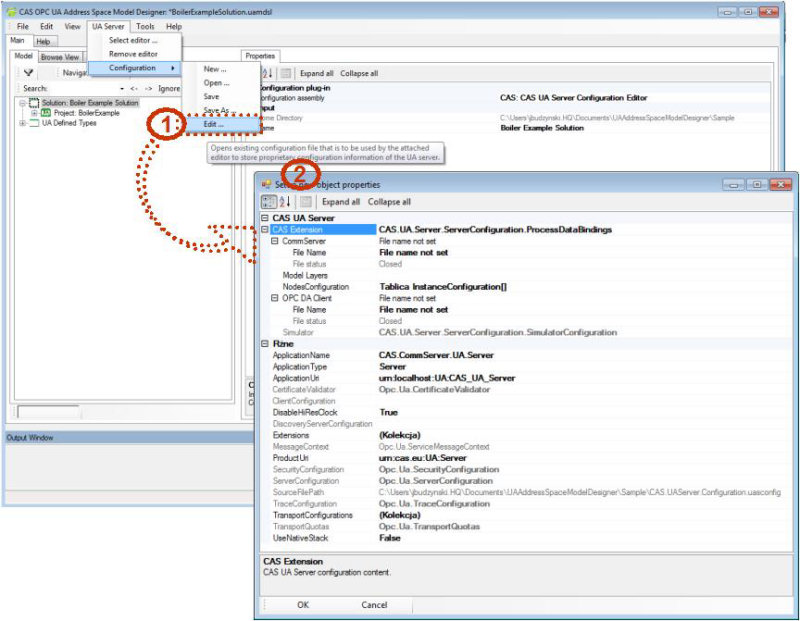 CAS OPC UA Address Space Model Designer: *BoilerExampleSolution.uamdsl
File Edit View UA Server Tools Help
Main Help
Select editor ...
Remove editor
Configuration
Model Browse View
New ...
Open ...
Save
Save As ...
Edit ...
Search:
Ignore
Solution: Boiler Example Solution
Project: BoilerExample
UA Defined Types
1
Opens existing configuration file that is to be used by the attached
editor to store proprietary configuration information of the UA server.
Properties
Expand all Collapse all
Configuration plug-in
configuration assembly CAS: CAS UA Server Configuration Editor
Home Directory C:\Users\jbudzynski.HQ\Documents\UAAddressSpaceModelDesigner\Sample
Name Boiler Example Solution
Output Window
2
object properties
Expand all Collapse all
CAS UA Server
CAS Extension CAS.UA.Server.ServerConfiguration.ProcessDataBindings
CommServer File name not set
File Name File name not set
File status Closed
Model Layers
NodesConfiguration Tablica InstanceConfiguration[]
OPC DA Client File name not set
File Name File name not set
File status Closed
Simulator CAS.UA.Server.ServerConfiguration.SimulatorConfiguration
Różne
ApplicationName CAS.CommServer.UA.Server
ApplicationType Server
ApplicationUri urn:localhost:UA:CAS_UA_Server
CertificateValidator Opc.Ua.CertificateValidator
ClientConfiguration
DisableHiResClock True
DiscoveryServerConfiguration
Extensions (Kolekcja)
MessageContext Opc.Ua.ServiceMessageContext
ProductUri urn:cas.eu:UA:Server
SecurityConfiguration Opc.Ua.SecurityConfiguration
ServerConfiguration Opc.Ua.ServerConfiguration
SourceFilePath C:\Users\jbudzynski.HQ\Documents\UAAddressSpaceModelDesigner\Sample\CAS.UAServer.Configuration.uasconfig
TraceConfiguration Opc.Ua.TraceConfiguration
TransportConfigurations (Kolekcja)
TransportQuotas Opc.Ua.TransportQuotas
UseNativeStack False
CAS Extension
CAS UA Server configuration content.
OK Cancel